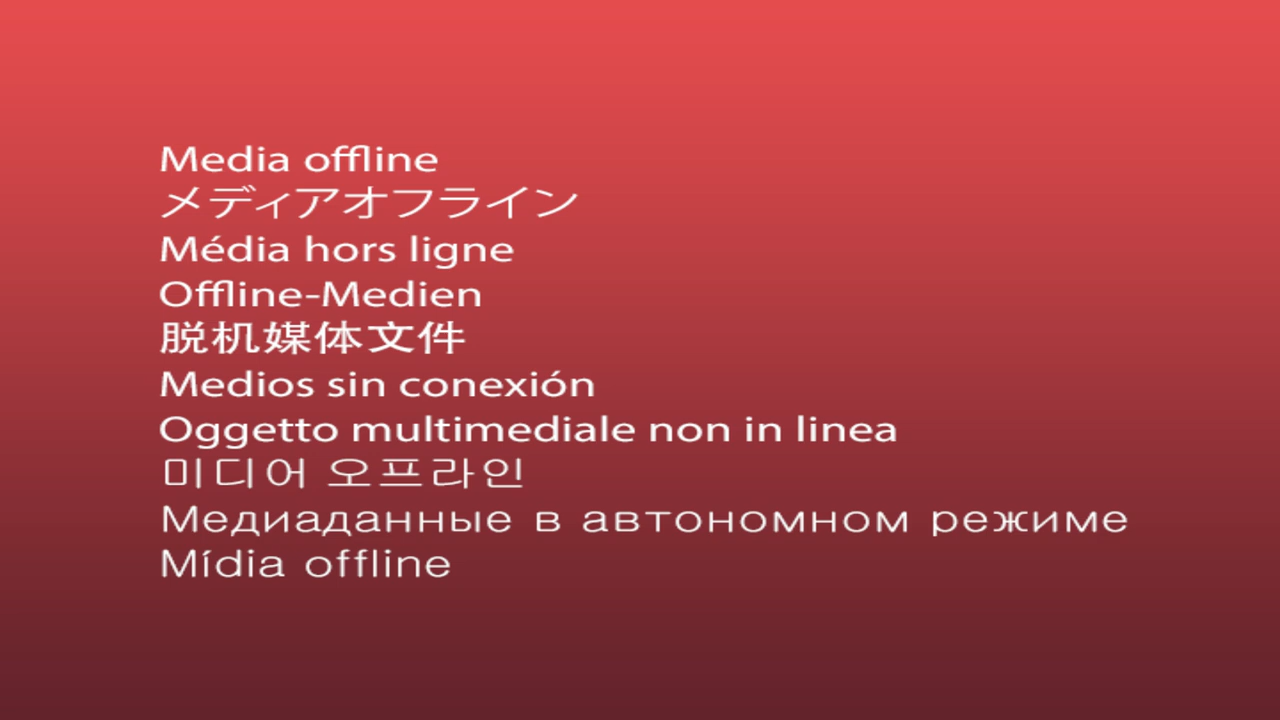 Media offline
メディアオフライン
Média hors ligne
Offline-Medien
脱机媒体文件
Medios sin conexión
Oggetto multimediale non in linea
미디어 오프라인
Медиаданные в автономном режиме
Mídia offline